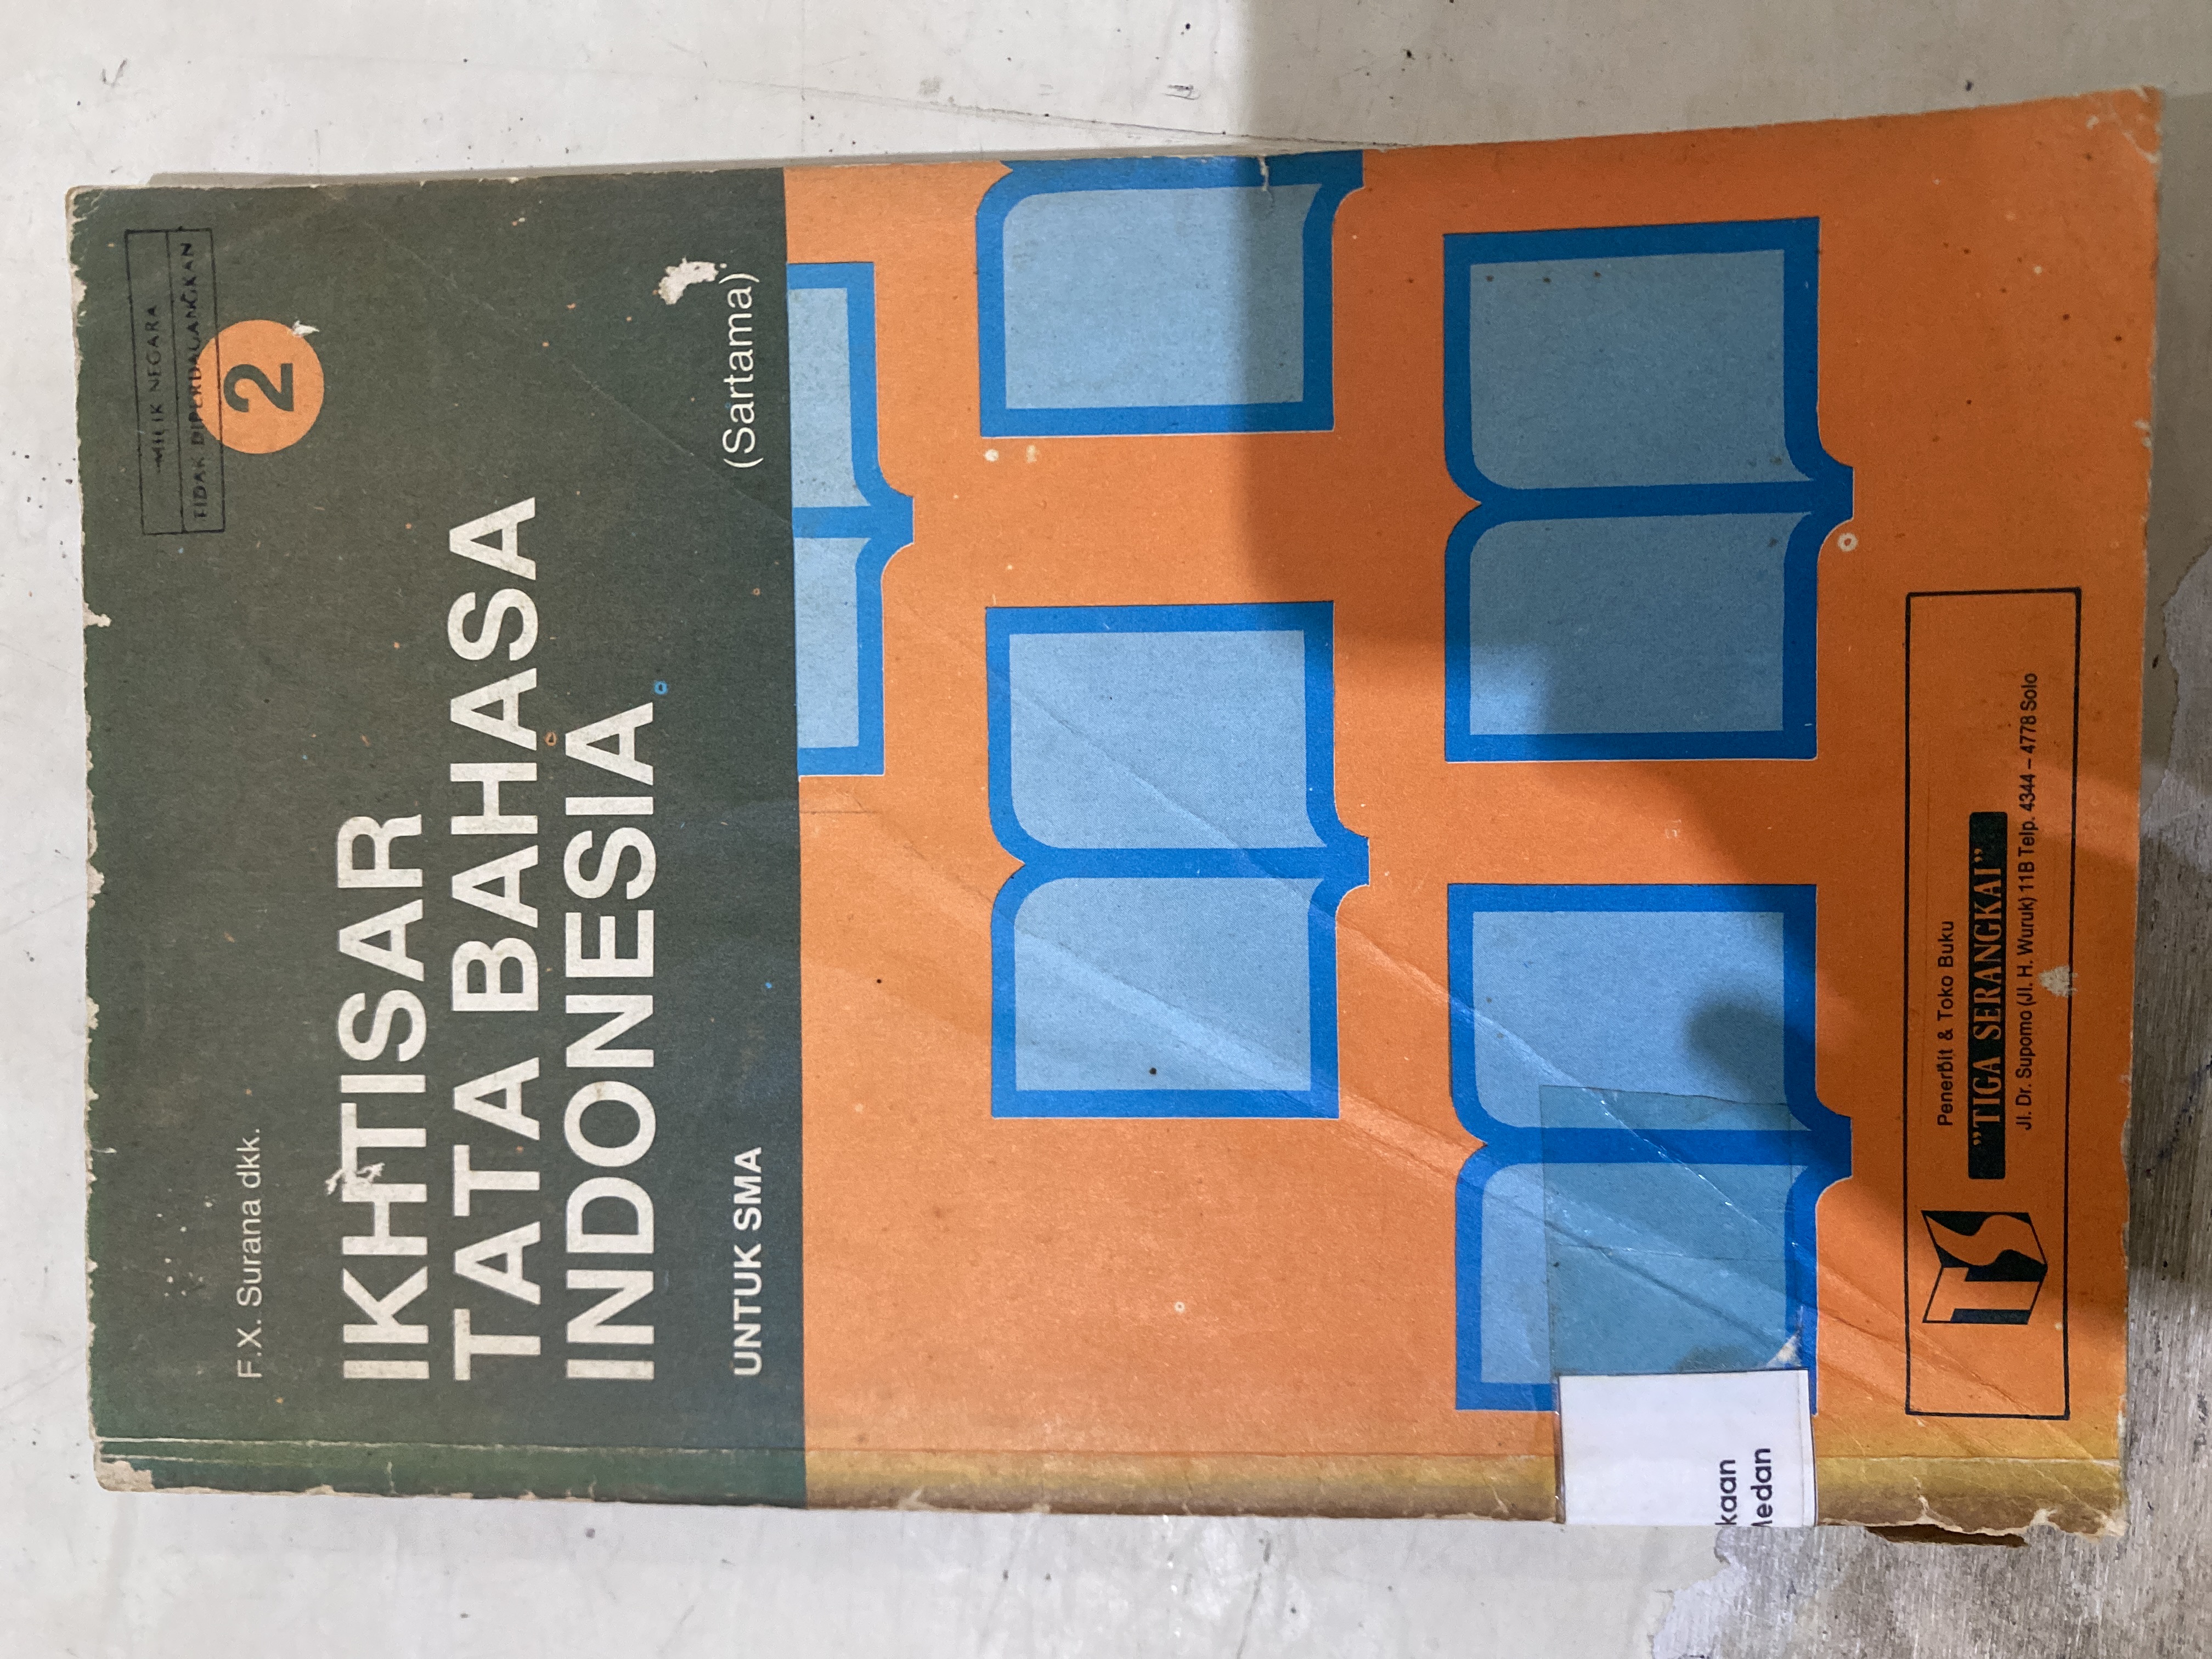 MILIK NEGARA
TIDAK DIPERDAGANGKAN
F.X. Surana dkk.
2
IKHTISAR
TATA BAHASA
INDONESIA
UNTUK SMA
(Sartama)
kaan
Medan
TS
Penerbit & Toko Buku
"TIGA SERANGKAI"
Jl. Dr. Supomo (Jl. H. Wuruk) 11B Telp. 4344 – 4778 Solo